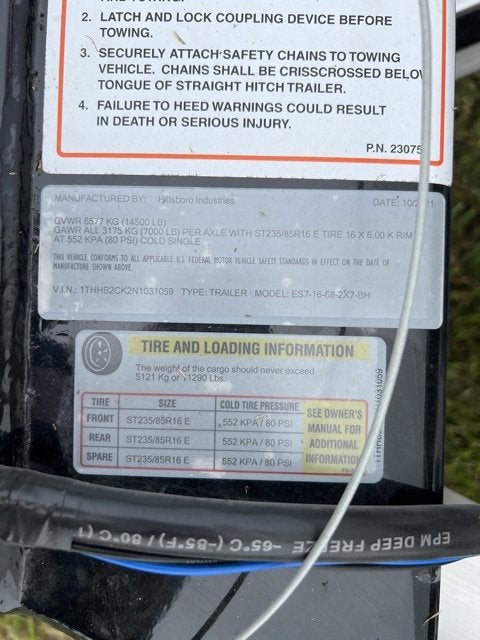 2. LATCH AND LOCK COUPLING DEVICE BEFORE
TOWING.
3. SECURELY ATTACH SAFETY CHAINS TO TOWING
VEHICLE. CHAINS SHALL BE CRISSCROSSED BELOW
TONGUE OF STRAIGHT HITCH TRAILER.
4. FAILURE TO HEED WARNINGS COULD RESULT
IN DEATH OR SERIOUS INJURY.
P.N. 23075
MANUFACTURED BY: Hillsboro Industries DATE: 10/2021
GVWR 6577 KG (14500 LB)
GAWR ALL 3175 KG (7000 LB) PER AXLE WITH ST235/85R16 E TIRE 16 X 6.00 K RIM
AT 552 KPA (80 PSI) COLD SINGLE
THIS VEHICLE CONFORMS TO ALL APPLICABLE U.S. FEDERAL MOTOR VEHICLE SAFETY STANDARDS IN EFFECT ON THE DATE OF
MANUFACTURE SHOWN ABOVE.
V.I.N.: 1THHB2CK2N1031059 TYPE: TRAILER MODEL: ES7-16-68-2X7-BH
TIRE AND LOADING INFORMATION
The weight of the cargo should never exceed
5121 Kg or 11290 Lbs.
TIRE SIZE COLD TIRE PRESSURE
FRONT ST235/85R16 E 552 KPA / 80 PSI
REAR ST235/85R16 E 552 KPA / 80 PSI
SPARE ST235/85R16 E 552 KPA / 80 PSI
SEE OWNER'S
MANUAL FOR
ADDITIONAL
INFORMATION
EPM DEEP FREEZE -65°C (-85°F) / 80°C (1